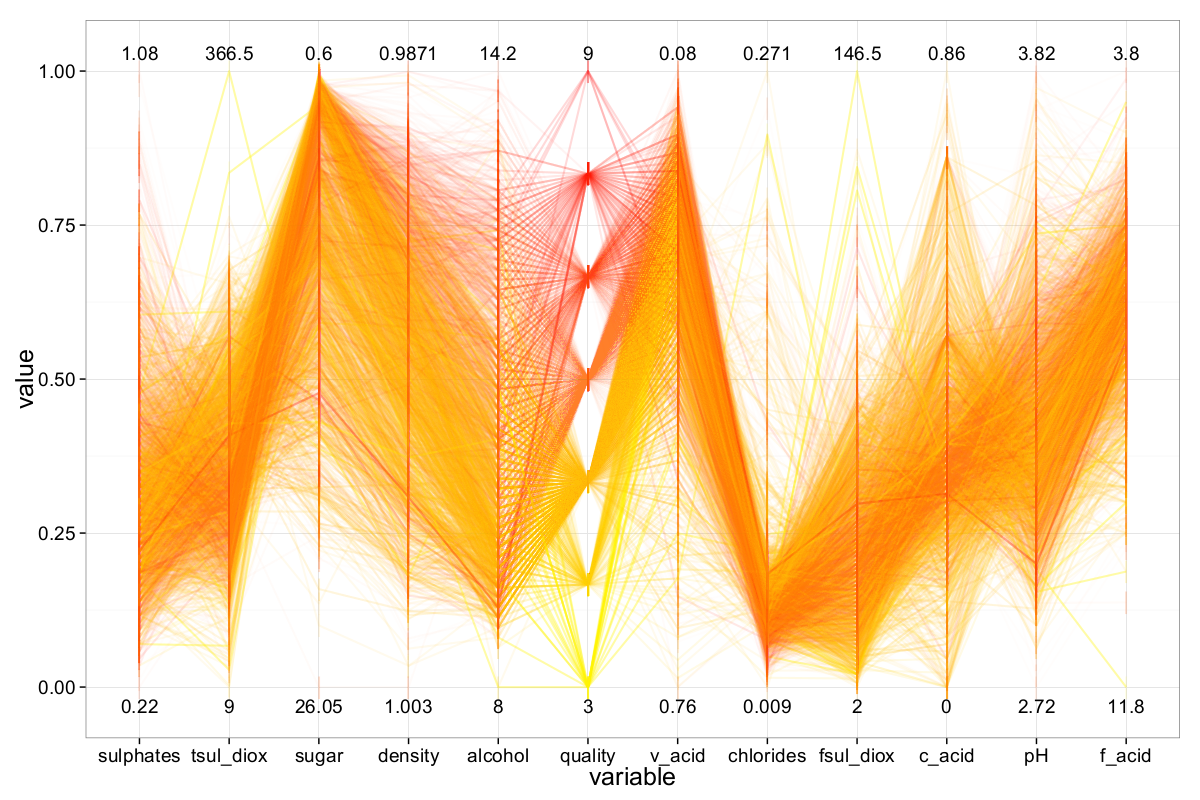 1.08 366.5 0.6 0.9871 14.2 9 0.08 0.271 146.5 0.86 3.82 3.8
1.00
0.75
0.50
0.25
0.00
value
0.22 9 26.05 1.003 8 3 0.76 0.009 2 0 2.72 11.8
sulphates tsul_diox sugar density alcohol quality v_acid chlorides fsul_diox c_acid pH f_acid
variable